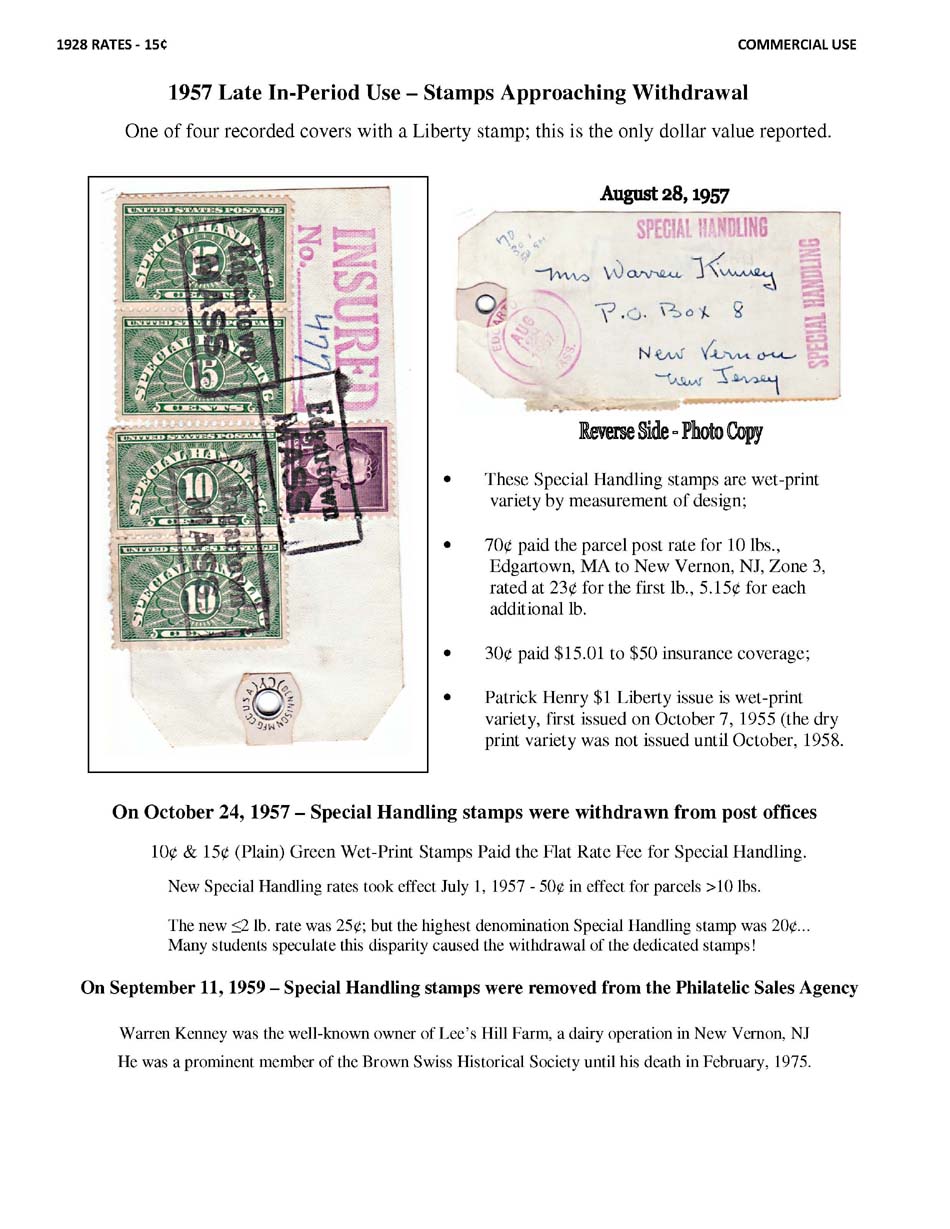 1928 RATES - 15¢
COMMERCIAL USE
1957 Late In-Period Use – Stamps Approaching Withdrawal
One of four recorded covers with a Liberty stamp; this is the only dollar value reported.
UNITED STATES POSTAGE
SPECIAL HANDLING
15
CENTS
UNITED STATES POSTAGE
SPECIAL HANDLING
15
CENTS
UNITED STATES POSTAGE
SPECIAL HANDLING
10
CENTS
UNITED STATES POSTAGE
SPECIAL HANDLING
10
CENTS
Edgartown
MASS.
Edgartown
MASS.
Edgartown
MASS.
INSURED
No. 447
DENNISON MFG CO. U.S.A.
August 28, 1957
SPECIAL HANDLING
SPECIAL HANDLING
Mrs Warren Kinney
P.O. Box 8
New Vernon
New Jersey
AUG
Reverse Side - Photo Copy
• These Special Handling stamps are wet-print
variety by measurement of design;
• 70¢ paid the parcel post rate for 10 lbs.,
Edgartown, MA to New Vernon, NJ, Zone 3,
rated at 23¢ for the first lb., 5.15¢ for each
additional lb.
• 30¢ paid $15.01 to $50 insurance coverage;
• Patrick Henry $1 Liberty issue is wet-print
variety, first issued on October 7, 1955 (the dry
print variety was not issued until October, 1958.
On October 24, 1957 – Special Handling stamps were withdrawn from post offices
10¢ & 15¢ (Plain) Green Wet-Print Stamps Paid the Flat Rate Fee for Special Handling.
New Special Handling rates took effect July 1, 1957 - 50¢ in effect for parcels >10 lbs.
The new ≤2 lb. rate was 25¢; but the highest denomination Special Handling stamp was 20¢...
Many students speculate this disparity caused the withdrawal of the dedicated stamps!
On September 11, 1959 – Special Handling stamps were removed from the Philatelic Sales Agency
Warren Kenney was the well-known owner of Lee's Hill Farm, a dairy operation in New Vernon, NJ
He was a prominent member of the Brown Swiss Historical Society until his death in February, 1975.